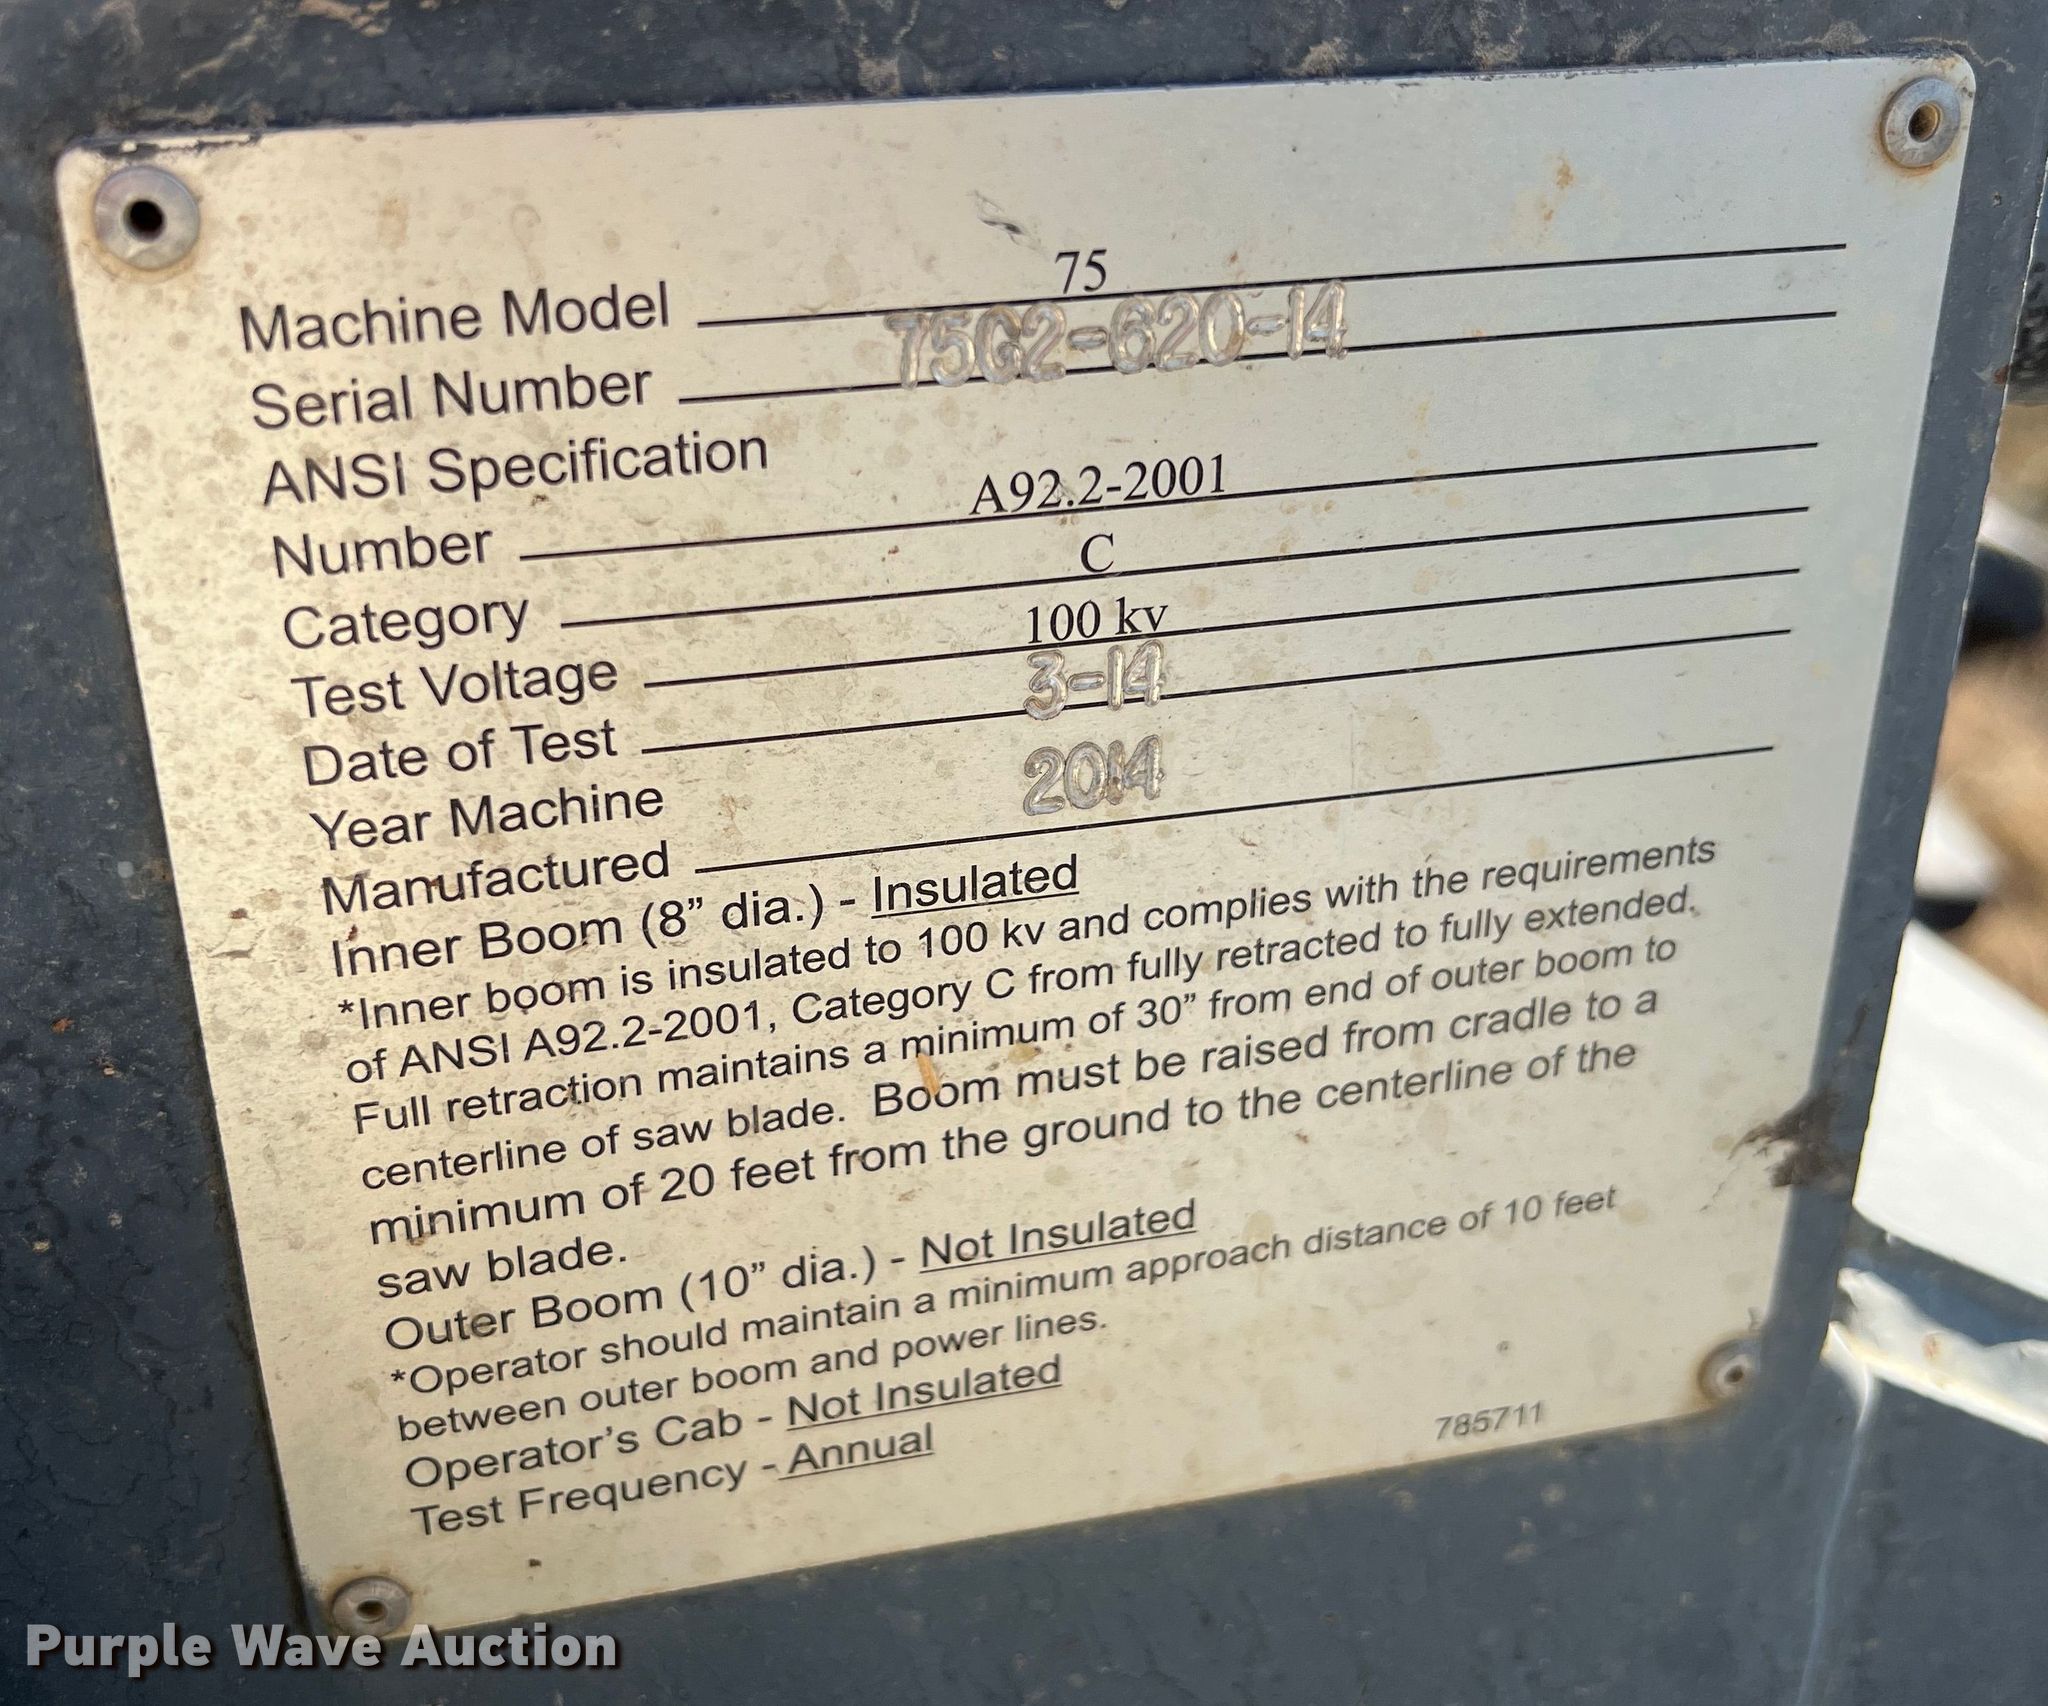 Machine Model 75
Serial Number 75G2-620-14
ANSI Specification
Number A92.2-2001
Category C
Test Voltage 100 kv
Date of Test 3-14
Year Machine
Manufactured 2014
Inner Boom (8” dia.) - Insulated
*Inner boom is insulated to 100 kv and complies with the requirements
of ANSI A92.2-2001, Category C from fully retracted to fully extended.
Full retraction maintains a minimum of 30” from end of outer boom to
centerline of saw blade. Boom must be raised from cradle to a
minimum of 20 feet from the ground to the centerline of the
saw blade.
Outer Boom (10” dia.) - Not Insulated
*Operator should maintain a minimum approach distance of 10 feet
between outer boom and power lines.
Operator’s Cab - Not Insulated
Test Frequency - Annual
785711
Purple Wave Auction